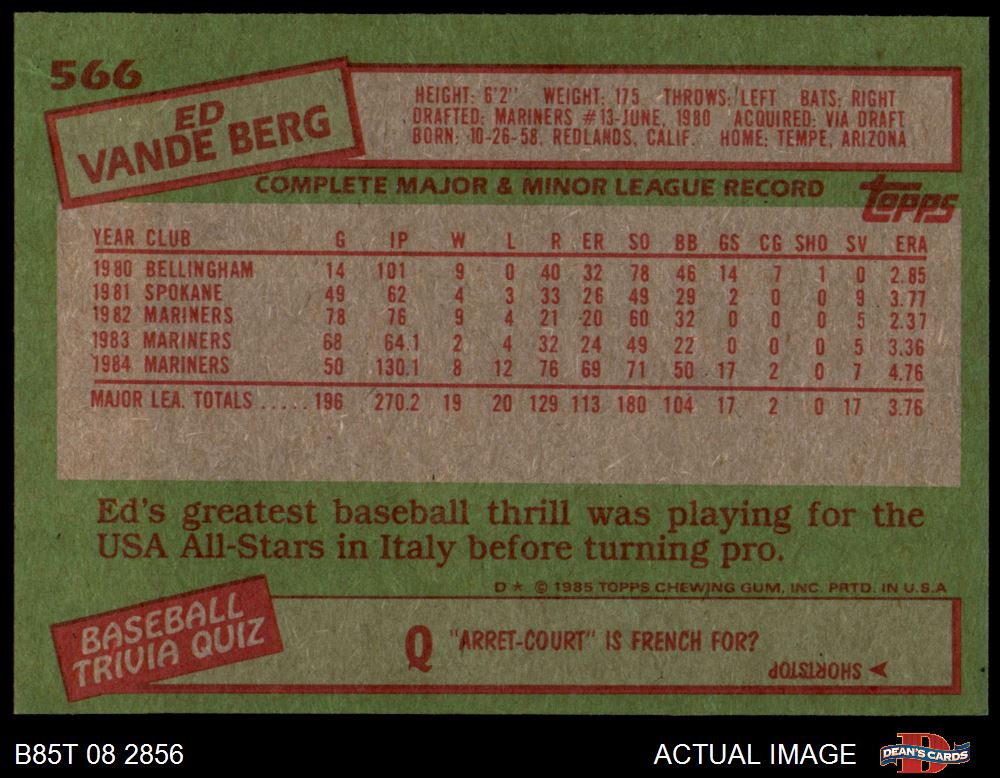 566
ED
VANDE BERG
HEIGHT: 6'2" WEIGHT: 175 THROWS: LEFT BATS: RIGHT
DRAFTED: MARINERS #13-JUNE, 1980 ACQUIRED: VIA DRAFT
BORN: 10-26-58, REDLANDS, CALIF. HOME: TEMPE, ARIZONA
COMPLETE MAJOR & MINOR LEAGUE RECORD
topps
YEAR CLUB G IP W L R ER SO BB GS CG SHO SV ERA
1980 BELLINGHAM 14 101 9 0 40 32 78 46 14 7 1 0 2.85
1981 SPOKANE 49 62 4 3 33 26 49 29 2 0 0 9 3.77
1982 MARINERS 78 76 9 4 21 20 60 32 0 0 0 5 2.37
1983 MARINERS 68 64.1 2 4 32 24 49 22 0 0 0 5 3.36
1984 MARINERS 50 130.1 8 12 76 69 71 50 17 2 0 7 4.76
MAJOR LEA. TOTALS ..... 196 270.2 19 20 129 113 180 104 17 2 0 17 3.76
Ed's greatest baseball thrill was playing for the
USA All-Stars in Italy before turning pro.
D* © 1985 TOPPS CHEWING GUM, INC. PRTD. IN U.S.A
BASEBALL
TRIVIA QUIZ
Q "ARRET-COURT" IS FRENCH FOR?
SHORTSTOP
B85T 08 2856
ACTUAL IMAGE
D
DEAN'S CARDS